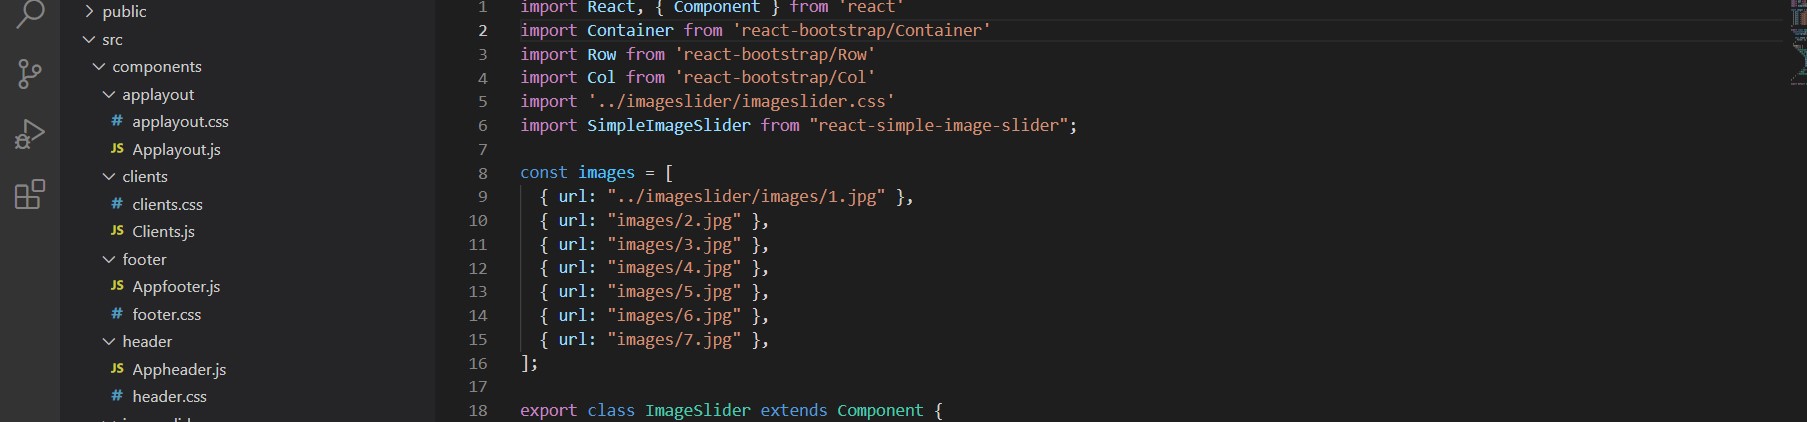 public
src
components
applayout
# applayout.css
JS Applayout.js
clients
# clients.css
JS Clients.js
footer
JS Appfooter.js
# footer.css
header
JS Appheader.js
# header.css
1 import React, { Component } from 'react'
2 import Container from 'react-bootstrap/Container'
3 import Row from 'react-bootstrap/Row'
4 import Col from 'react-bootstrap/Col'
5 import '../imageslider/imageslider.css'
6 import SimpleImageSlider from "react-simple-image-slider";
7
8 const images = [
9 { url: "../imageslider/images/1.jpg" },
10 { url: "images/2.jpg" },
11 { url: "images/3.jpg" },
12 { url: "images/4.jpg" },
13 { url: "images/5.jpg" },
14 { url: "images/6.jpg" },
15 { url: "images/7.jpg" },
16 ];
17
18 export class ImageSlider extends Component {